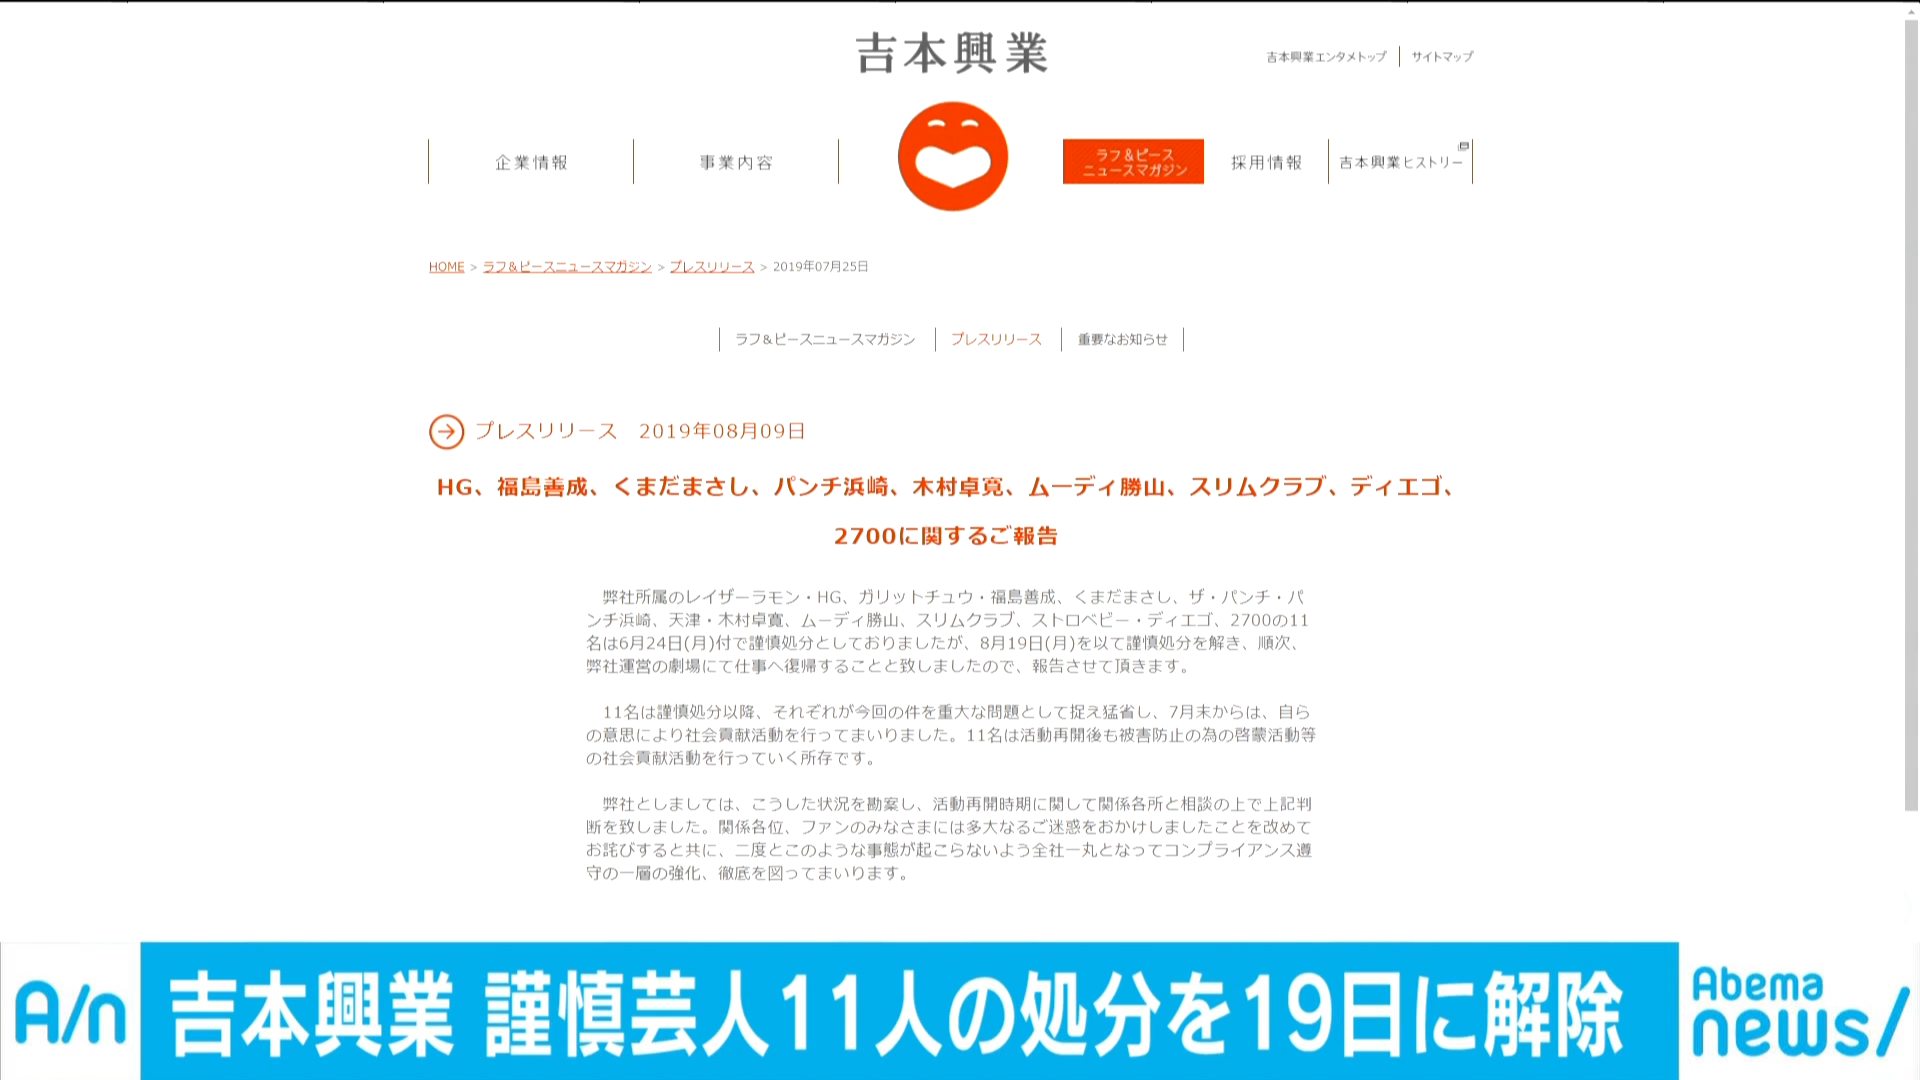 吉本興業
吉本興業エンタメトップ
サイトマップ
企業情報
事業内容
ラフ&ピース
ニュースマガジン
採用情報
吉本興業ヒストリー
HOME > ラフ&ピースニュースマガジン > プレスリリース > 2019年07月25日
ラフ&ピースニュースマガジン
プレスリリース
重要なお知らせ
プレスリリース 2019年08月09日
HG、福島善成、くまだまさし、パンチ浜崎、木村卓寛、ムーディ勝山、スリムクラブ、ディエゴ、
2700に関するご報告
弊社所属のレイザーラモン・HG、ガリットチュウ・福島善成、くまだまさし、ザ・パンチ・パ
ンチ浜崎、天津・木村卓寛、ムーディ勝山、スリムクラブ、ストロベビー・ディエゴ、2700の11
名は6月24日(月)付で謹慎処分としておりましたが、8月19日(月)を以て謹慎処分を解き、順次、
弊社運営の劇場にて仕事へ復帰することと致しましたので、報告させて頂きます。
11名は謹慎処分以降、それぞれが今回の件を重大な問題として捉え猛省し、7月末からは、自ら
の意思により社会貢献活動を行ってまいりました。11名は活動再開後も被害防止の為の啓蒙活動等
の社会貢献活動を行っていく所存です。
弊社としましては、こうした状況を勘案し、活動再開時期に関して関係各所と相談の上で上記判
断を致しました。関係各位、ファンのみなさまには多大なるご迷惑をおかけしましたことを改めて
お詫びすると共に、二度とこのような事態が起こらないよう全社一丸となってコンプライアンス遵
守の一層の強化、徹底を図ってまいります。
A/n
吉本興業 謹慎芸人11人の処分を19日に解除
Abema
news/